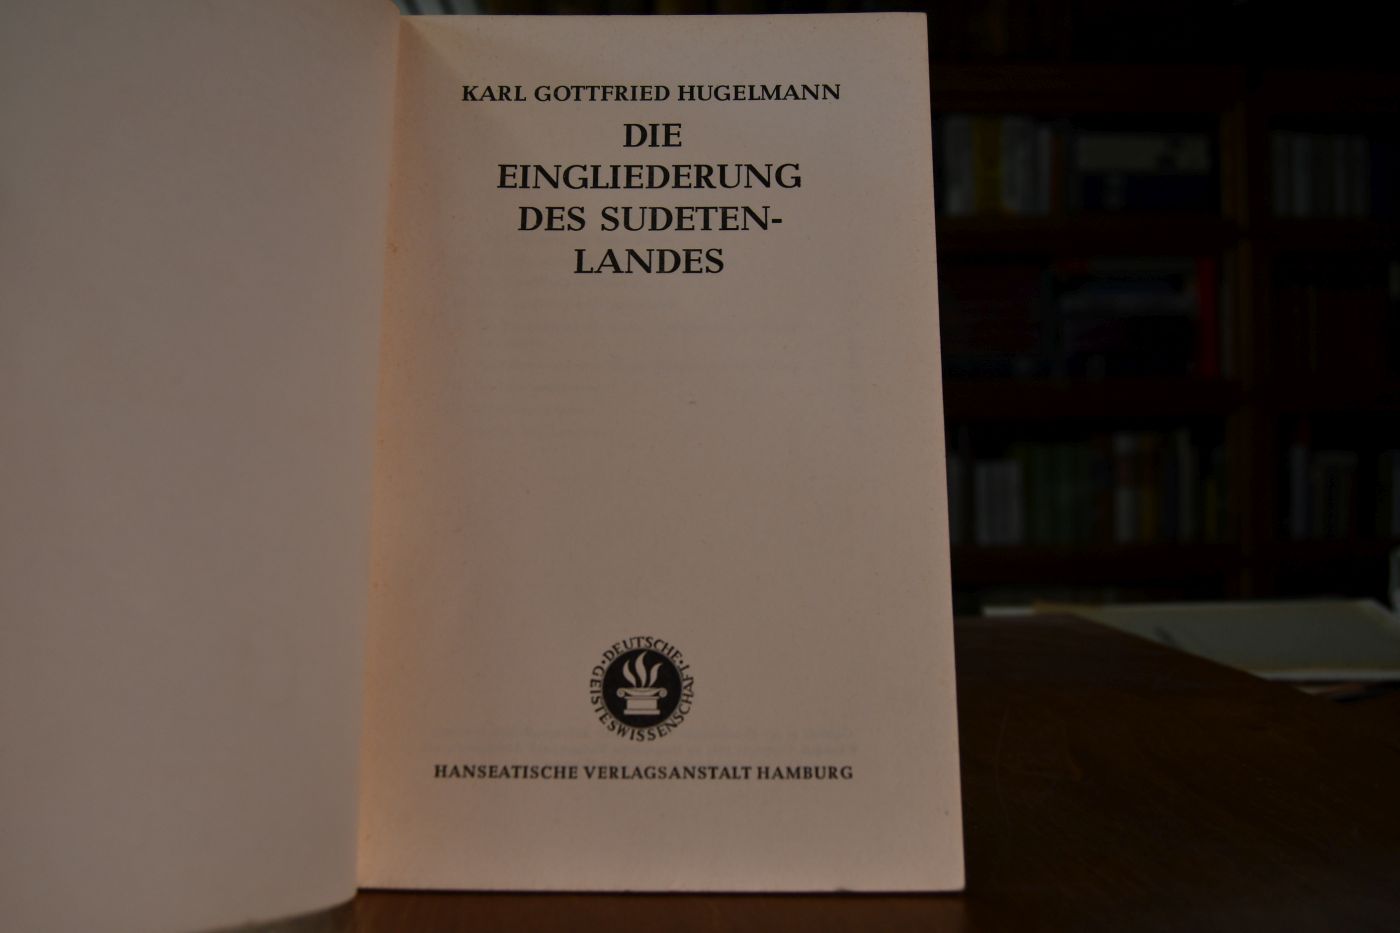 KARL GOTTFRIED HUGELMANN
DIE
EINGLIEDERUNG
DES SUDETEN-
LANDES
·DEUTSCHE·
GEISTESWISSENSCHAFT
HANSEATISCHE VERLAGSANSTALT HAMBURG